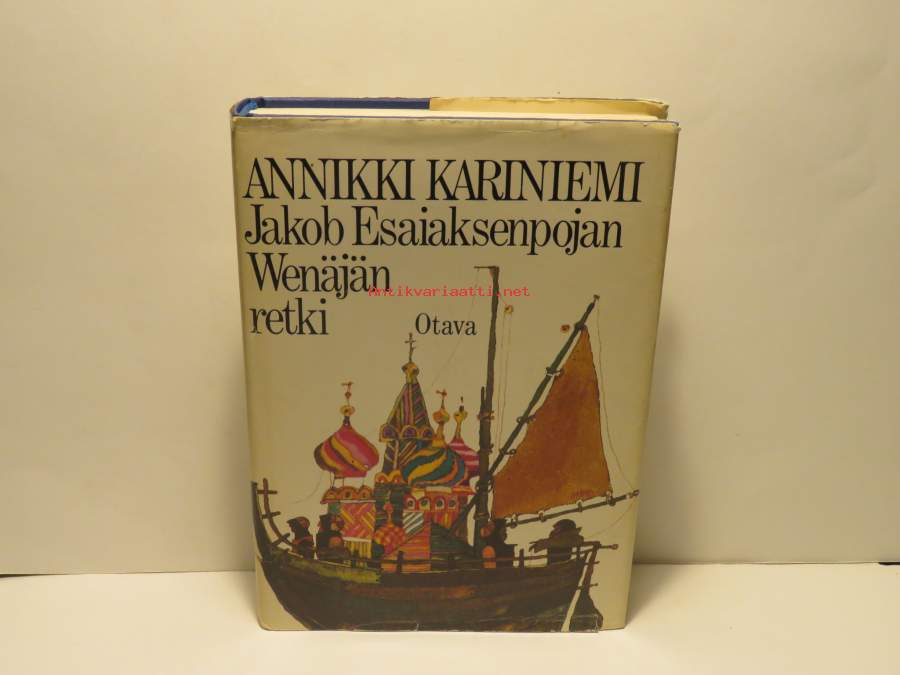 ANNIKKI KARINIEMI
Jakob Esaiaksenpojan
Wenäjän
Antikvariaatti.net
retki
Otava